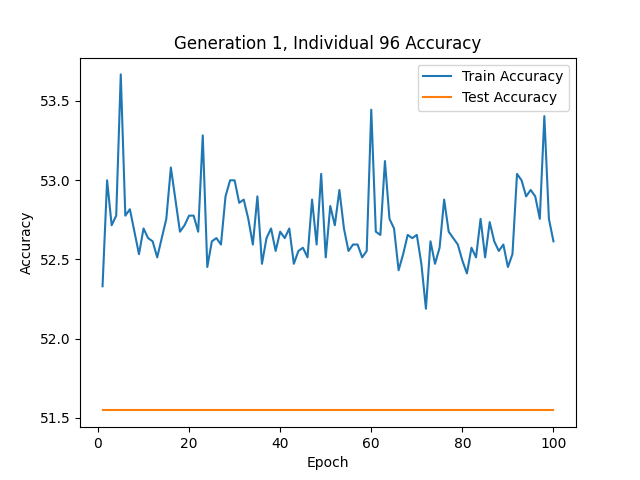 Generation 1, Individual 96 Accuracy
Train Accuracy
Test Accuracy
53.5
53.0
52.5
52.0
51.5
Accuracy
0 20 40 60 80 100
Epoch